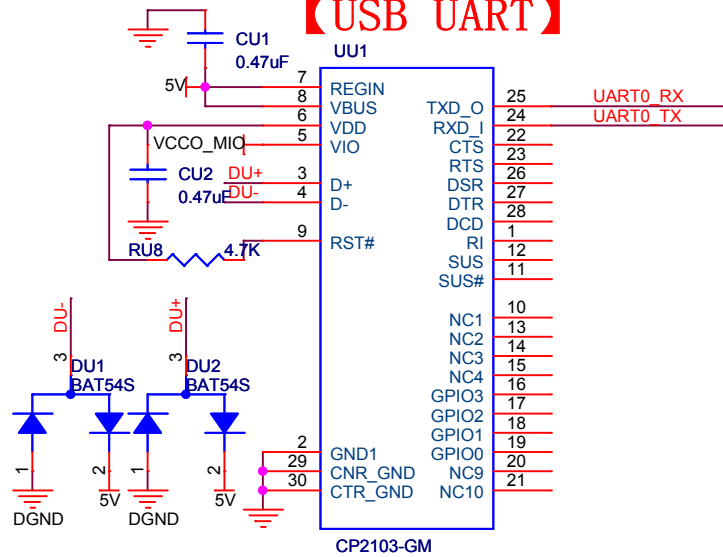 【USB UART】
CU1
0.47uF
UU1
5V
7
REGIN
8
VBUS
6
VDD
VCCO_MIO
5
VIO
CU2
0.47uF
DU+
3
D+
DU-
4
D-
9
RST#
RU8
4.7K
25
TXD_O
UART0_RX
24
RXD_I
UART0_TX
22
CTS
23
RTS
26
DSR
27
DTR
28
DCD
1
RI
12
SUS
11
SUS#
10
NC1
13
NC2
14
NC3
15
NC4
16
GPIO3
17
GPIO2
18
GPIO1
19
GPIO0
20
NC9
21
NC10
2
GND1
29
CNR_GND
30
CTR_GND
CP2103-GM
DU-
3
DU1
BAT54S
1
2
DGND
5V
DU+
3
DU2
BAT54S
1
2
DGND
5V